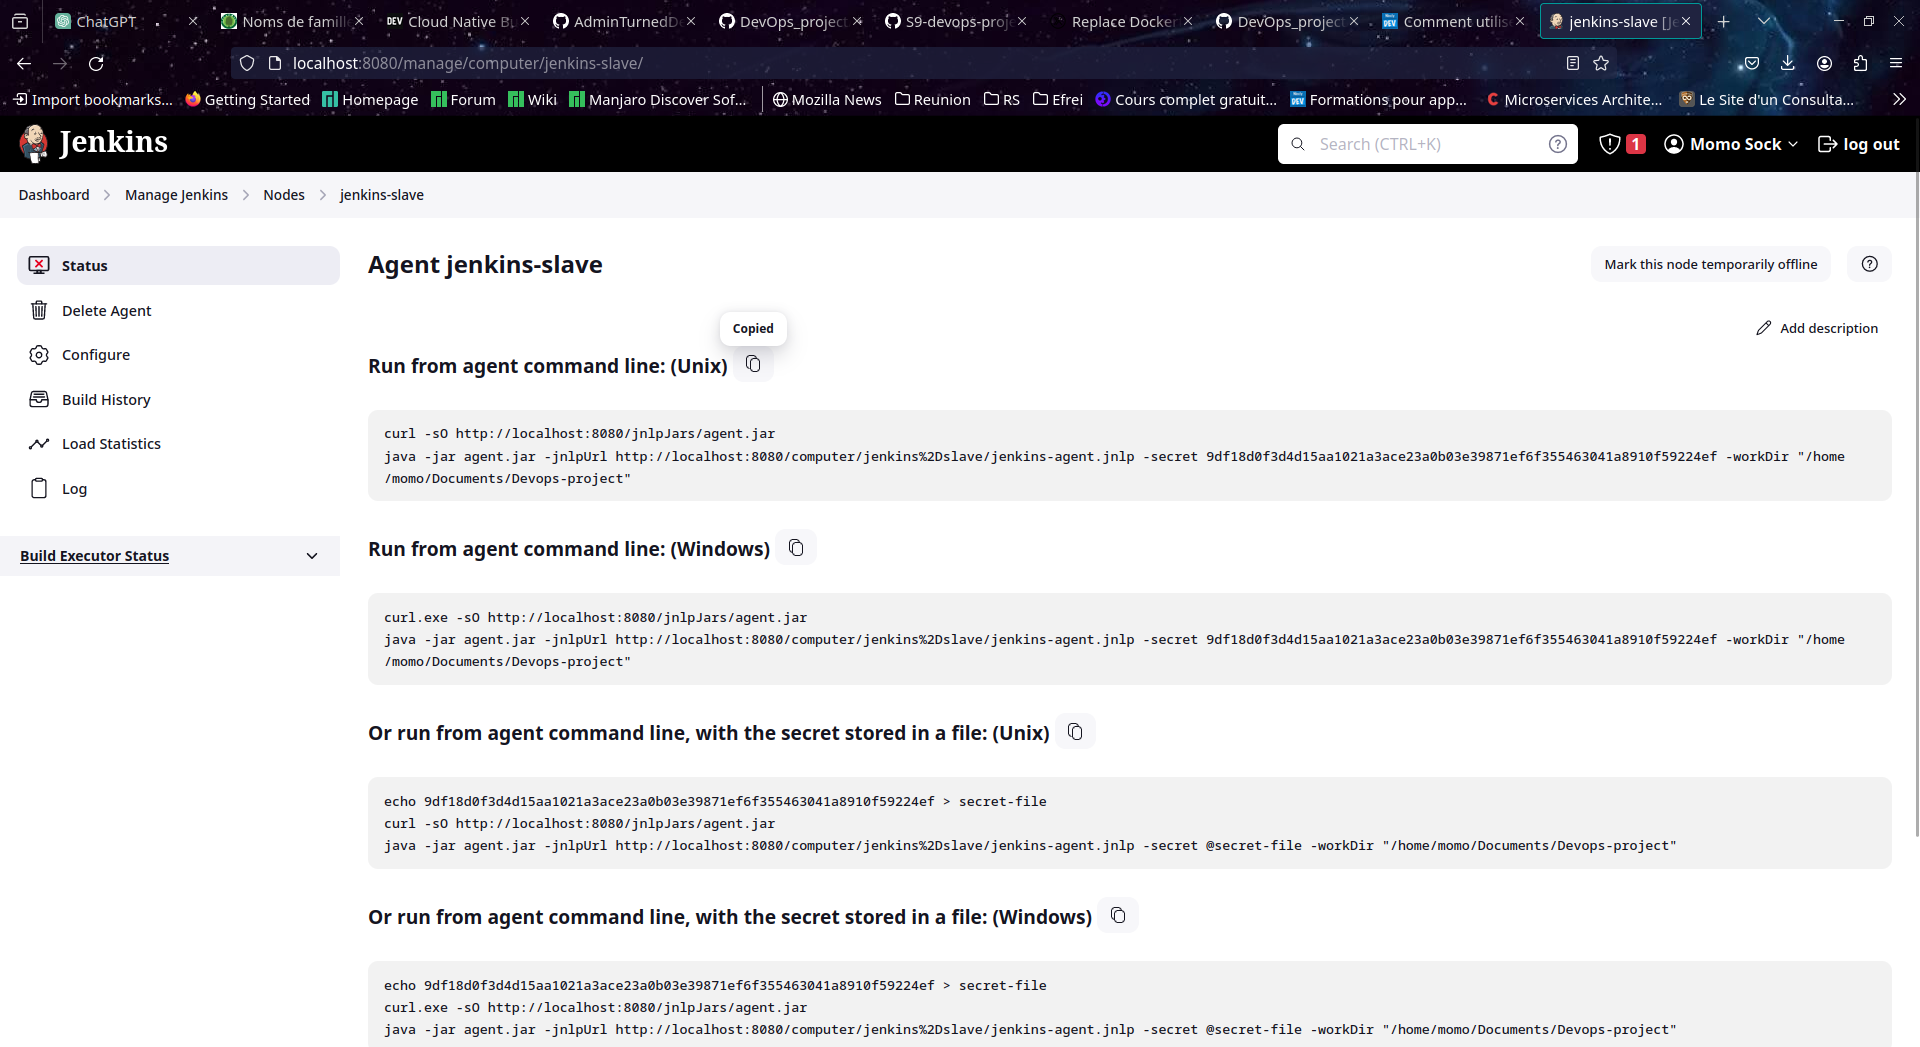 ChatGPT
Noms de famille
DEV Cloud Native B
AdminTurnedDe
DevOps_project
S9-devops-proj
Replace Docker
DevOps_project
Comment utilis
jenkins-slave [Je
localhost:8080/manage/computer/jenkins-slave/
Import bookmarks... Getting Started Homepage Forum Wiki Manjaro Discover Sof... Mozilla News Reunion RS Efrei Cours complet gratuit... Formations pour app... Microservices Archite... Le Site d'un Consulta...
Jenkins
Search (CTRL+K)
1
Momo Sock
log out
Dashboard Manage Jenkins Nodes jenkins-slave
Status
Delete Agent
Configure
Build History
Load Statistics
Log
Build Executor Status
Agent jenkins-slave
Mark this node temporarily offline
Add description
Copied
Run from agent command line: (Unix)
curl -sO http://localhost:8080/jnlpJars/agent.jar
java -jar agent.jar -jnlpUrl http://localhost:8080/computer/jenkins%2Dslave/jenkins-agent.jnlp -secret 9df18d0f3d4d15aa1021a3ace23a0b03e39871ef6f355463041a8910f59224ef -workDir "/home
/momo/Documents/Devops-project"
Run from agent command line: (Windows)
curl.exe -sO http://localhost:8080/jnlpJars/agent.jar
java -jar agent.jar -jnlpUrl http://localhost:8080/computer/jenkins%2Dslave/jenkins-agent.jnlp -secret 9df18d0f3d4d15aa1021a3ace23a0b03e39871ef6f355463041a8910f59224ef -workDir "/home
/momo/Documents/Devops-project"
Or run from agent command line, with the secret stored in a file: (Unix)
echo 9df18d0f3d4d15aa1021a3ace23a0b03e39871ef6f355463041a8910f59224ef > secret-file
curl -sO http://localhost:8080/jnlpJars/agent.jar
java -jar agent.jar -jnlpUrl http://localhost:8080/computer/jenkins%2Dslave/jenkins-agent.jnlp -secret @secret-file -workDir "/home/momo/Documents/Devops-project"
Or run from agent command line, with the secret stored in a file: (Windows)
echo 9df18d0f3d4d15aa1021a3ace23a0b03e39871ef6f355463041a8910f59224ef > secret-file
curl.exe -sO http://localhost:8080/jnlpJars/agent.jar
java -jar agent.jar -jnlpUrl http://localhost:8080/computer/jenkins%2Dslave/jenkins-agent.jnlp -secret @secret-file -workDir "/home/momo/Documents/Devops-project"